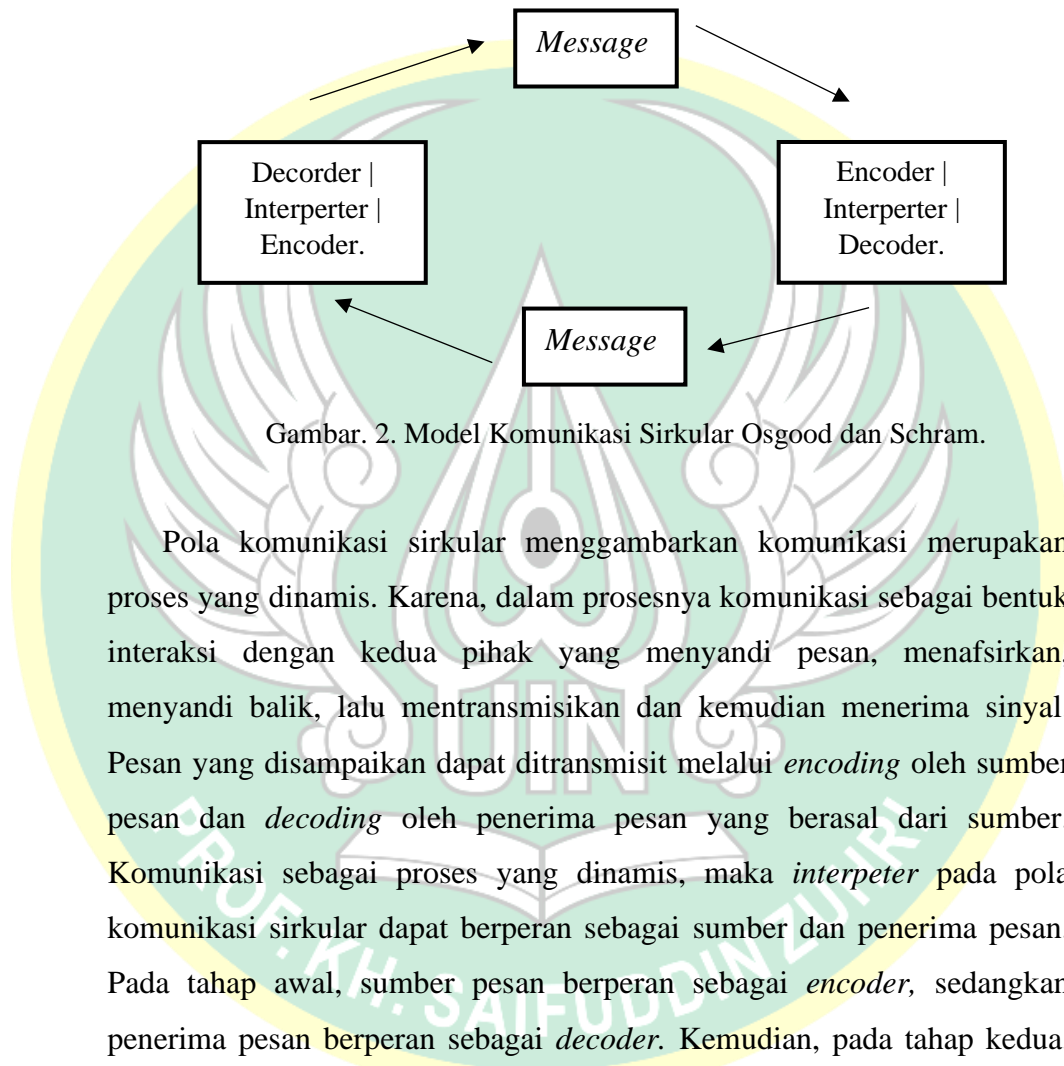 Message
Decorder |
Interperter |
Encoder.
Encoder |
Interperter |
Decoder.
Message
Gambar. 2. Model Komunikasi Sirkular Osgood dan Schram.
Pola komunikasi sirkular menggambarkan komunikasi merupakan
proses yang dinamis. Karena, dalam prosesnya komunikasi sebagai bentuk
interaksi dengan kedua pihak yang menyandi pesan, menafsirkan,
menyandi balik, lalu mentransmisikan dan kemudian menerima sinyal
Pesan yang disampaikan dapat ditransmisit melalui encoding oleh sumber
pesan dan decoding oleh penerima pesan yang berasal dari sumber
Komunikasi sebagai proses yang dinamis, maka interpeter pada pola
komunikasi sirkular dapat berperan sebagai sumber dan penerima pesan
Pada tahap awal, sumber pesan berperan sebagai encoder, sedangkan
penerima pesan berperan sebagai decoder. Kemudian, pada tahap kedua
UIN
PROF. KH. SAIFUDDIN ZUHRI